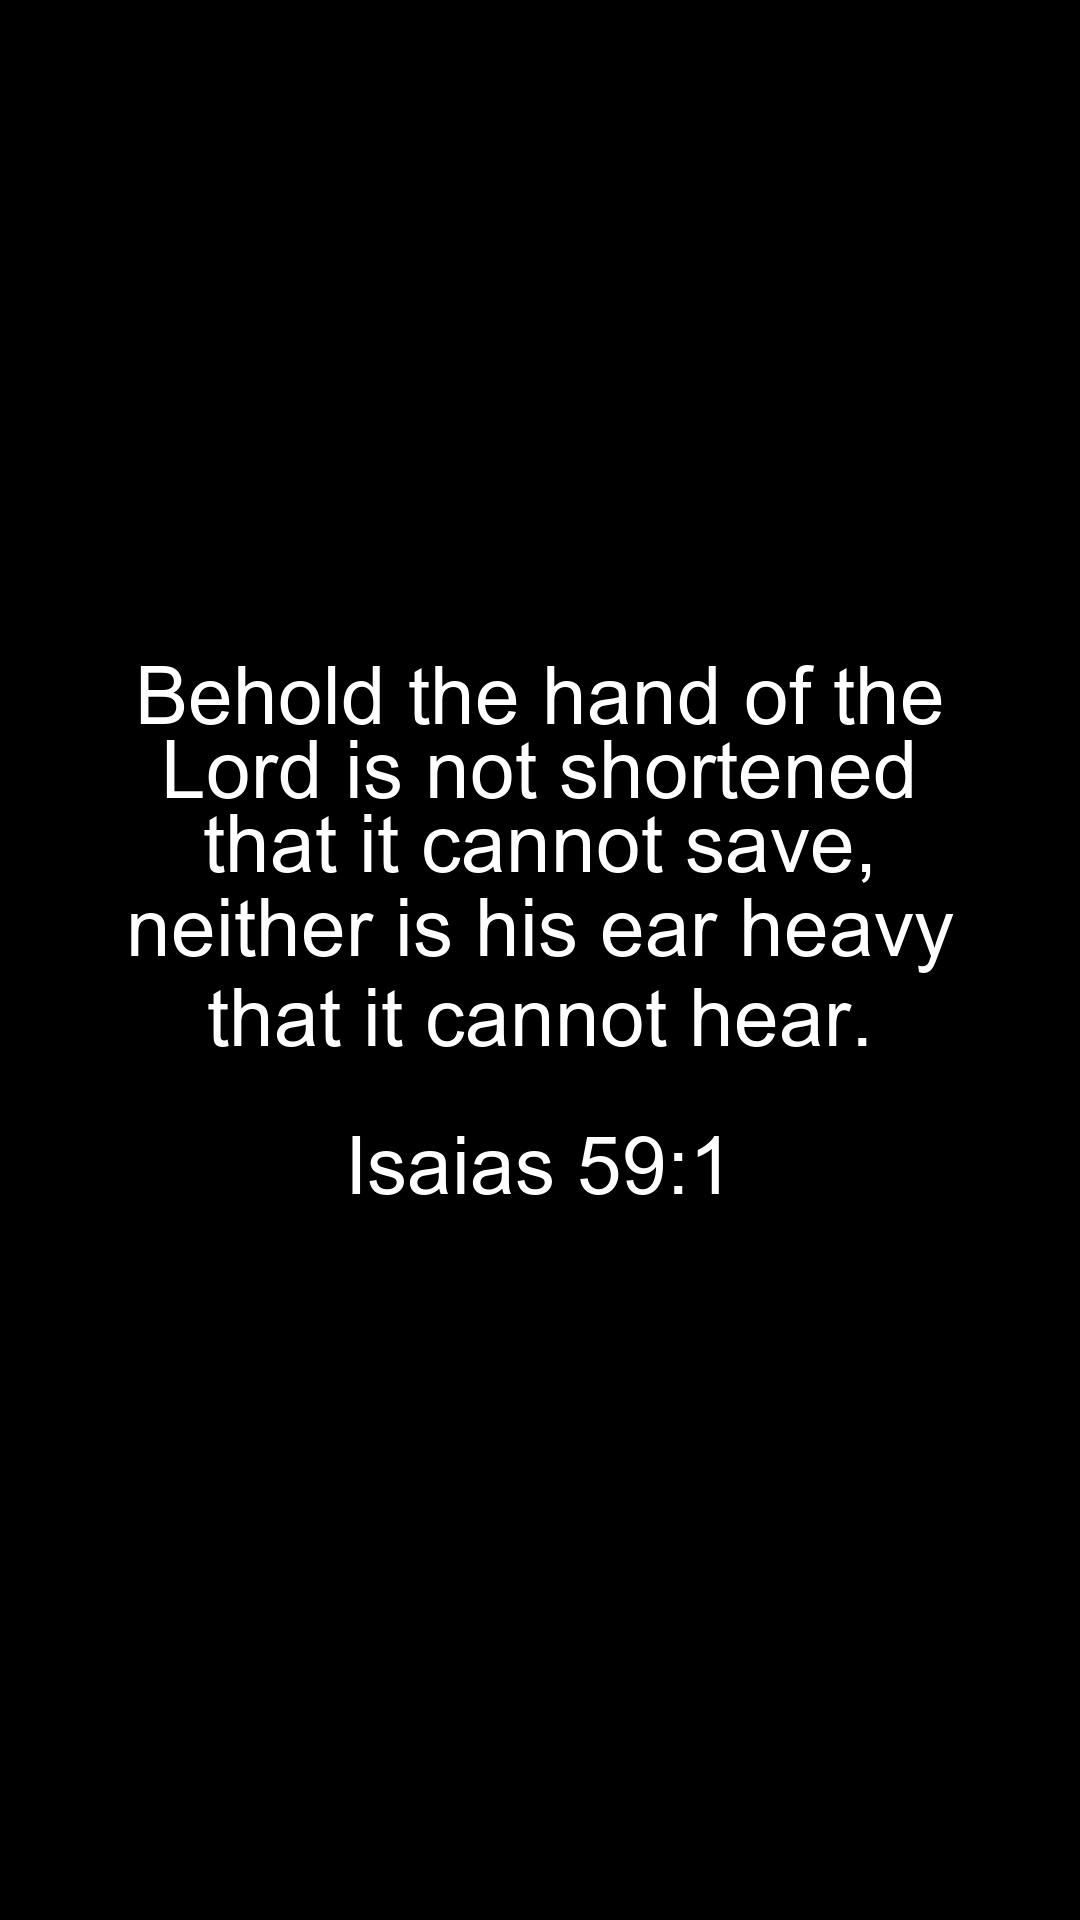 Behold the hand of the
Lord is not shortened
that it cannot save,
neither is his ear heavy
that it cannot hear.
Isaias 59:1